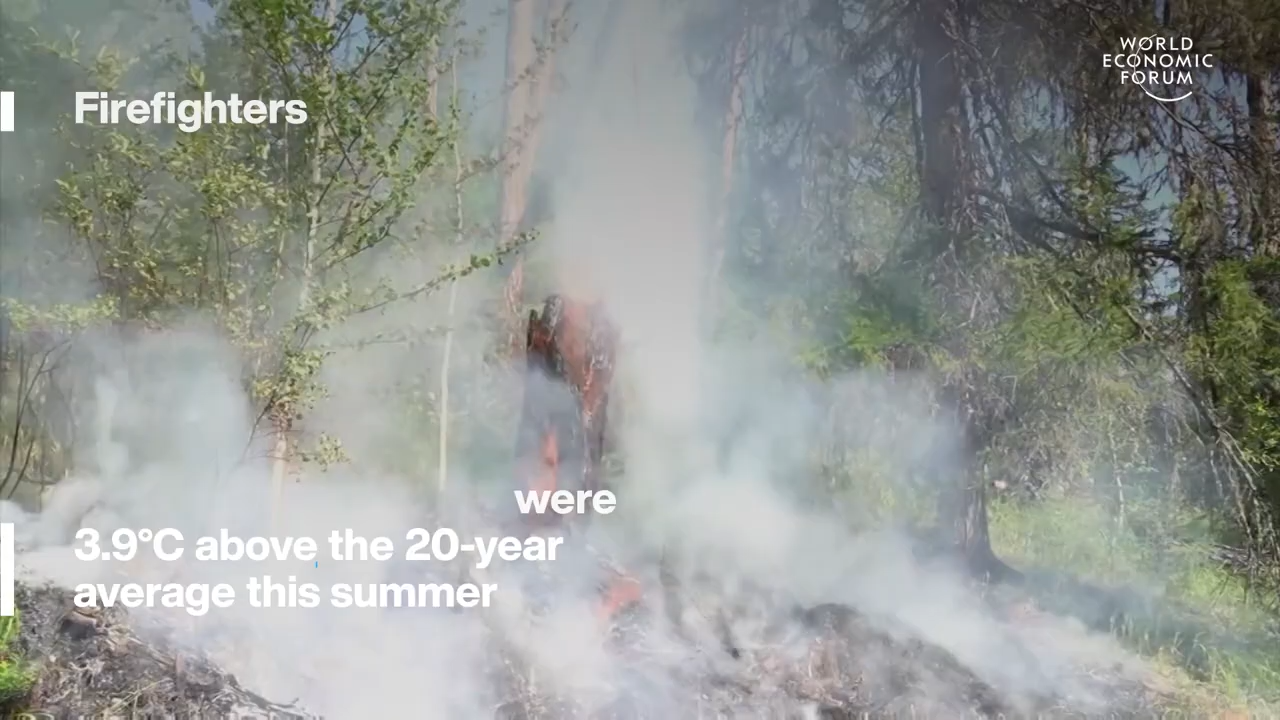 WORLD
ECONOMIC
FORUM
Firefighters
were
3.9°C above the 20-year
average this summer